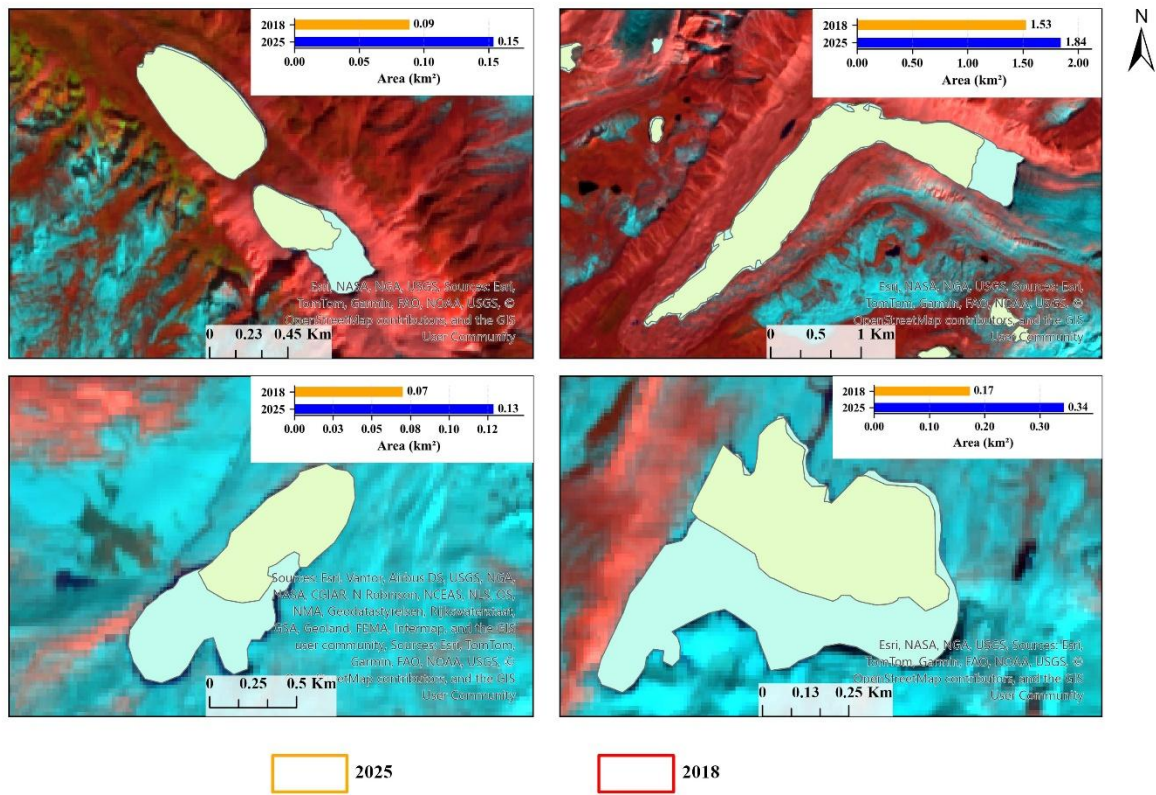 2018
0.09
2025
0.15
0.00 0.05 0.10 0.15
Area (km²)
Esri, NASA, NGA, USGS, Sources: Esri,
TomTom, Garmin, FAO, NOAA, USGS, ©
OpenStreetMap contributors, and the GIS
User Community
0 0.23 0.45 Km
2018
1.53
2025
1.84
0.00 0.50 1.00 1.50 2.00
Area (km²)
Esri, NASA, NGA, USGS, Sources: Esri,
TomTom, Garmin, FAO, NOAA, USGS, ©
OpenStreetMap contributors, and the GIS
User Community
0 0.5 1 Km
N
2018
0.07
2025
0.13
0.00 0.03 0.05 0.08 0.10 0.12
Area (km²)
Sources: Esri, Vantor, Airbus DS, USGS, NGA,
NASA, CGIAR, N Robinson, NCEAS, NLS, OS,
NMA, Geodatastyrelsen, Rijkswaterstaat,
GSA, Geoland, FEMA, Intermap, and the GIS
user community, Sources: Esri, TomTom,
Garmin, FAO, NOAA, USGS, ©
OpenStreetMap contributors, and the GIS
User Community
0 0.25 0.5 Km
2018
0.17
2025
0.34
0.00 0.10 0.20 0.30
Area (km²)
Esri, NASA, NGA, USGS, Sources: Esri,
TomTom, Garmin, FAO, NOAA, USGS, ©
OpenStreetMap contributors, and the GIS
User Community
0 0.13 0.25 Km
2025
2018